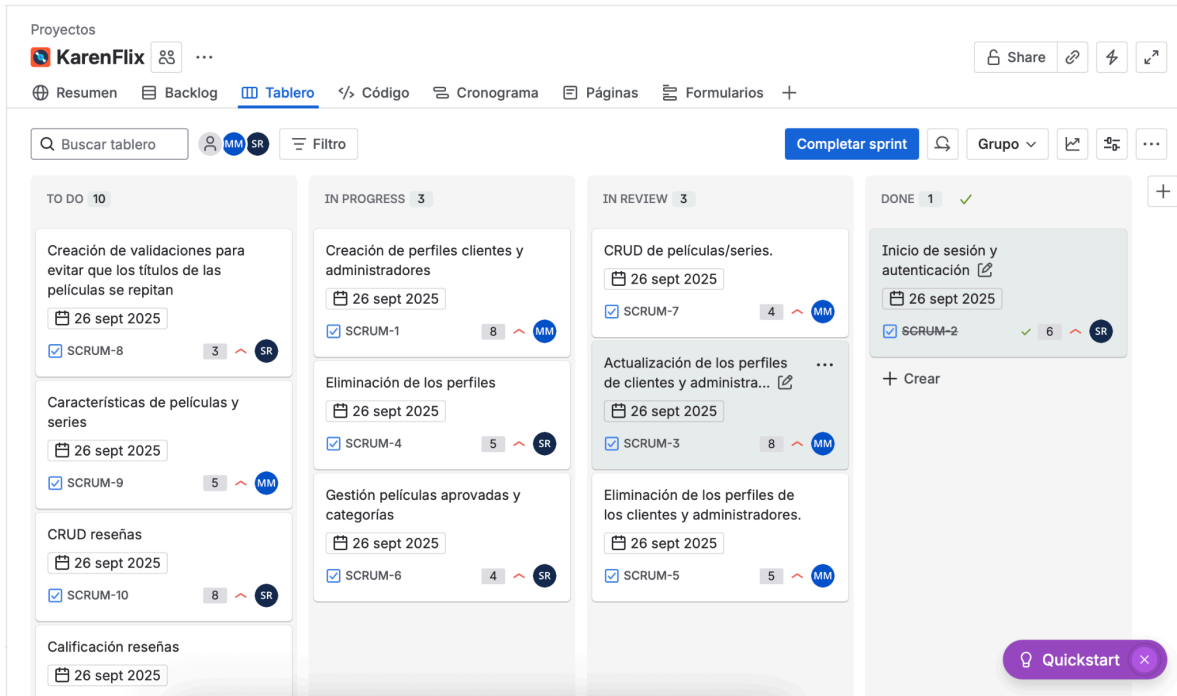 Proyectos
KarenFlix
Share
Resumen Backlog Tablero Código Cronograma Páginas Formularios
Buscar tablero MM SR Filtro Completar sprint Grupo
TO DO 10
Creación de validaciones para
evitar que los títulos de las
películas se repitan
26 sept 2025
SCRUM-8 3 SR
Características de películas y
series
26 sept 2025
SCRUM-9 5 MM
CRUD reseñas
26 sept 2025
SCRUM-10 8 SR
Calificación reseñas
26 sept 2025
IN PROGRESS 3
Creación de perfiles clientes y
administradores
26 sept 2025
SCRUM-1 8 MM
Eliminación de los perfiles
26 sept 2025
SCRUM-4 5 SR
Gestión películas aprovadas y
categorías
26 sept 2025
SCRUM-6 4 SR
IN REVIEW 3
CRUD de películas/series.
26 sept 2025
SCRUM-7 4 MM
Actualización de los perfiles
de clientes y administra...
26 sept 2025
SCRUM-3 8 MM
Eliminación de los perfiles de
los clientes y administradores.
26 sept 2025
SCRUM-5 5 MM
DONE 1
Inicio de sesión y
autenticación
26 sept 2025
SCRUM-2 6 SR
Crear
Quickstart